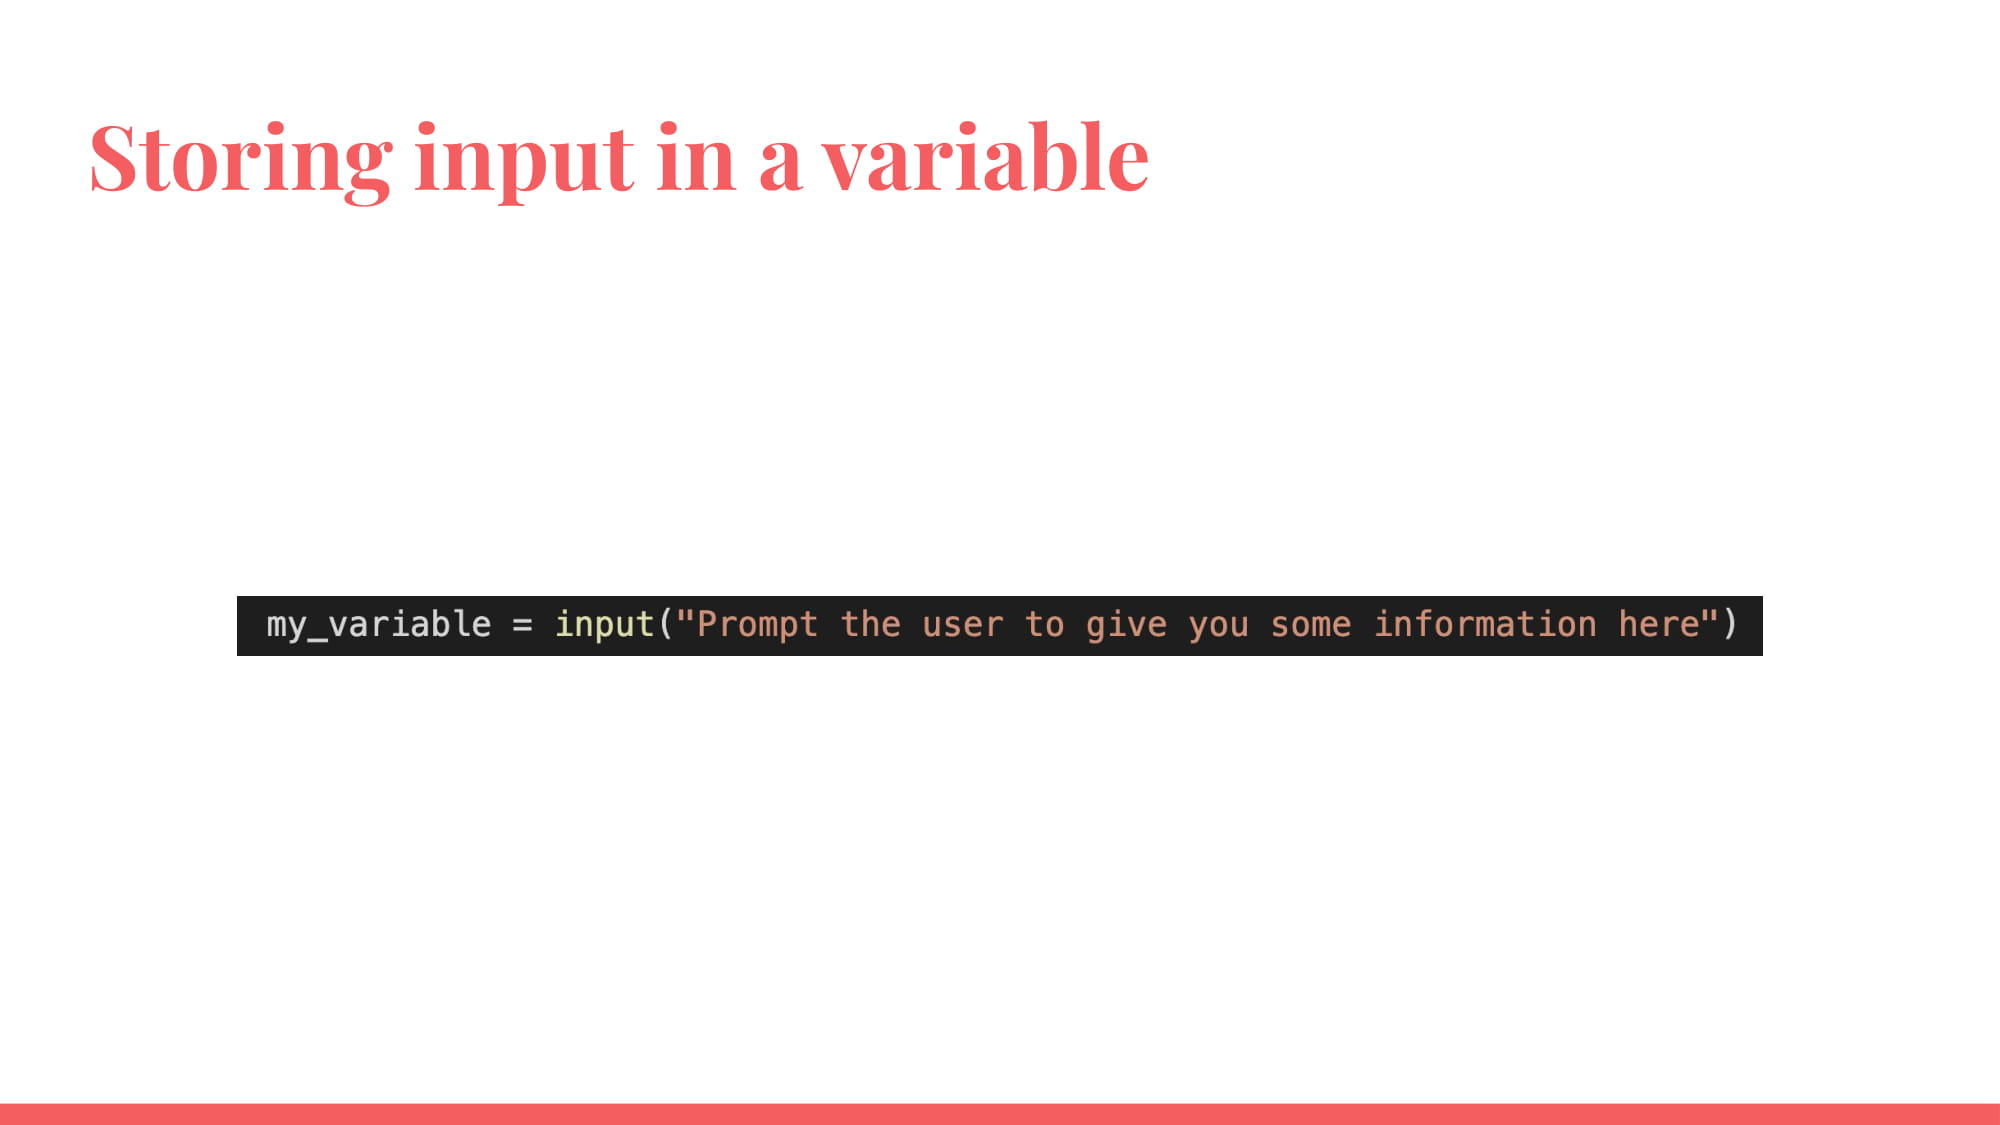 Storing input in a variable
my_variable = input("Prompt the user to give you some information here")